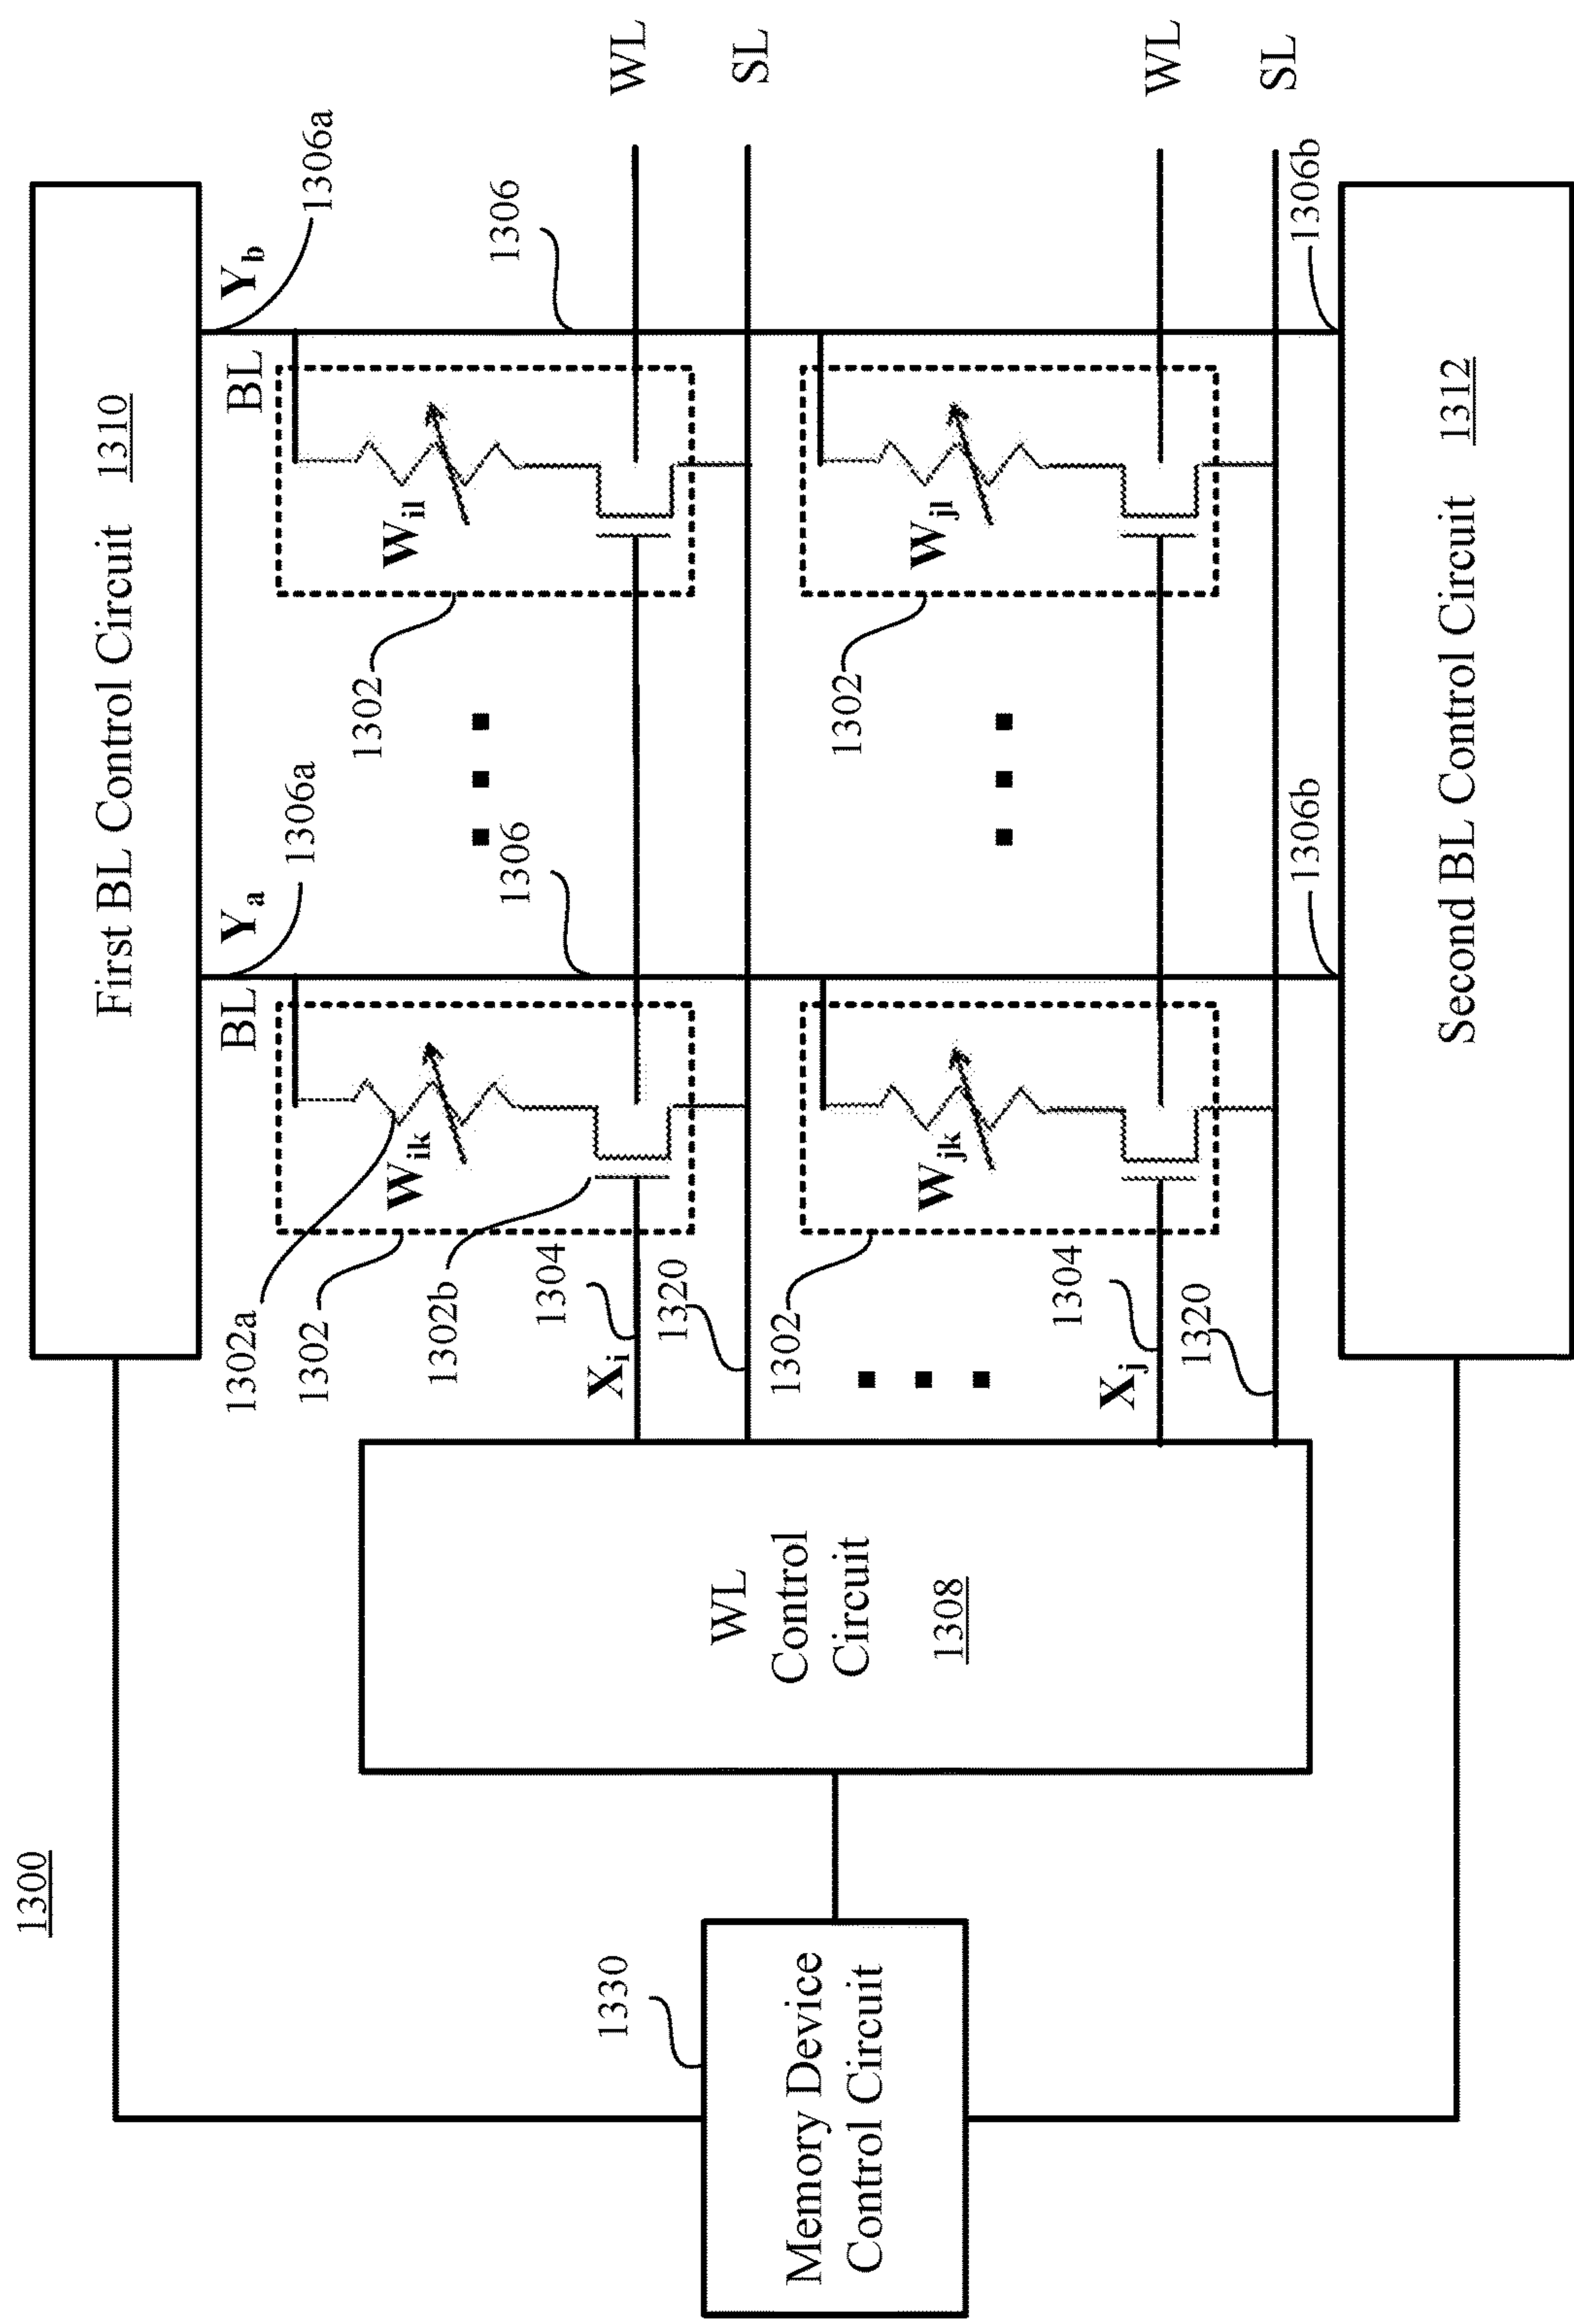 1300
First BL Control Circuit 1310
BL
Ya
1306a
BL
Yb
1306a
1302a
1302
1302b
Wik
1306
1302
Wil
1306
Xi
1304
1320
WL
SL
1302
Wjk
1302
Wjl
Xj
1304
1320
WL
SL
1306b
1306b
WL
Control
Circuit
1308
1330
Memory Device
Control Circuit
Second BL Control Circuit 1312